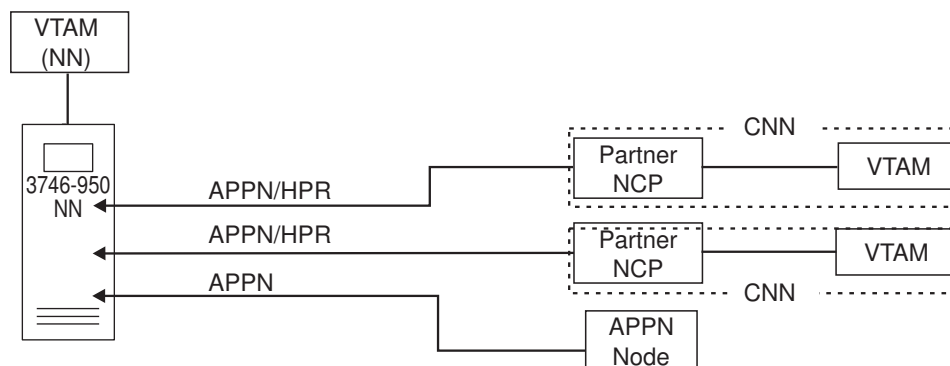 VTAM
(NN)
CNN
Partner
NCP
VTAM
3746-950
NN
APPN/HPR
APPN/HPR
Partner
NCP
VTAM
APPN
CNN
APPN
Node